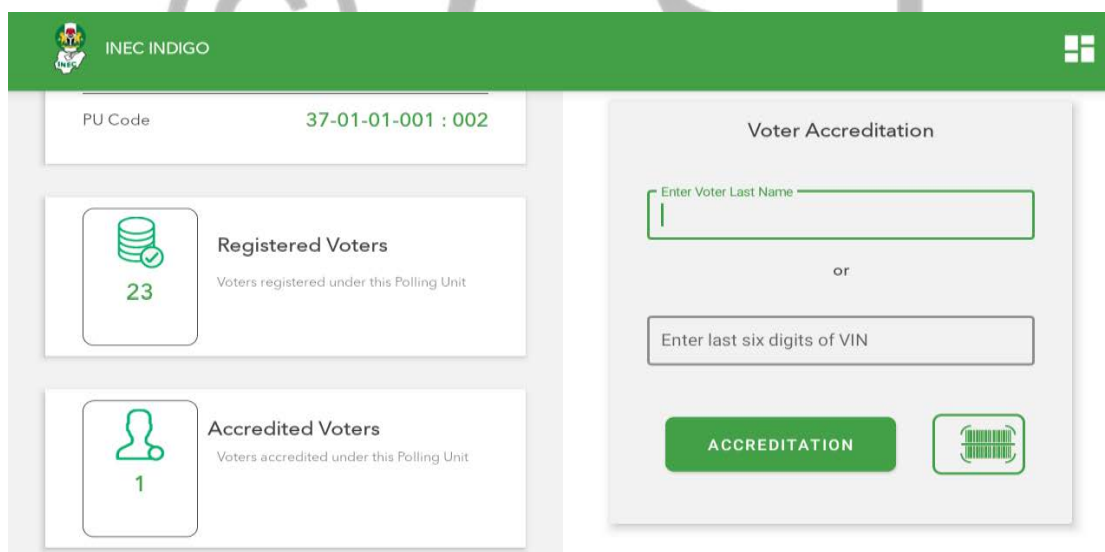 INEC INDIGO
INEC
PU Code 37-01-01-001 : 002
Registered Voters
Voters registered under this Polling Unit
23
Accredited Voters
Voters accredited under this Polling Unit
1
Voter Accreditation
Enter Voter Last Name
or
Enter last six digits of VIN
ACCREDITATION